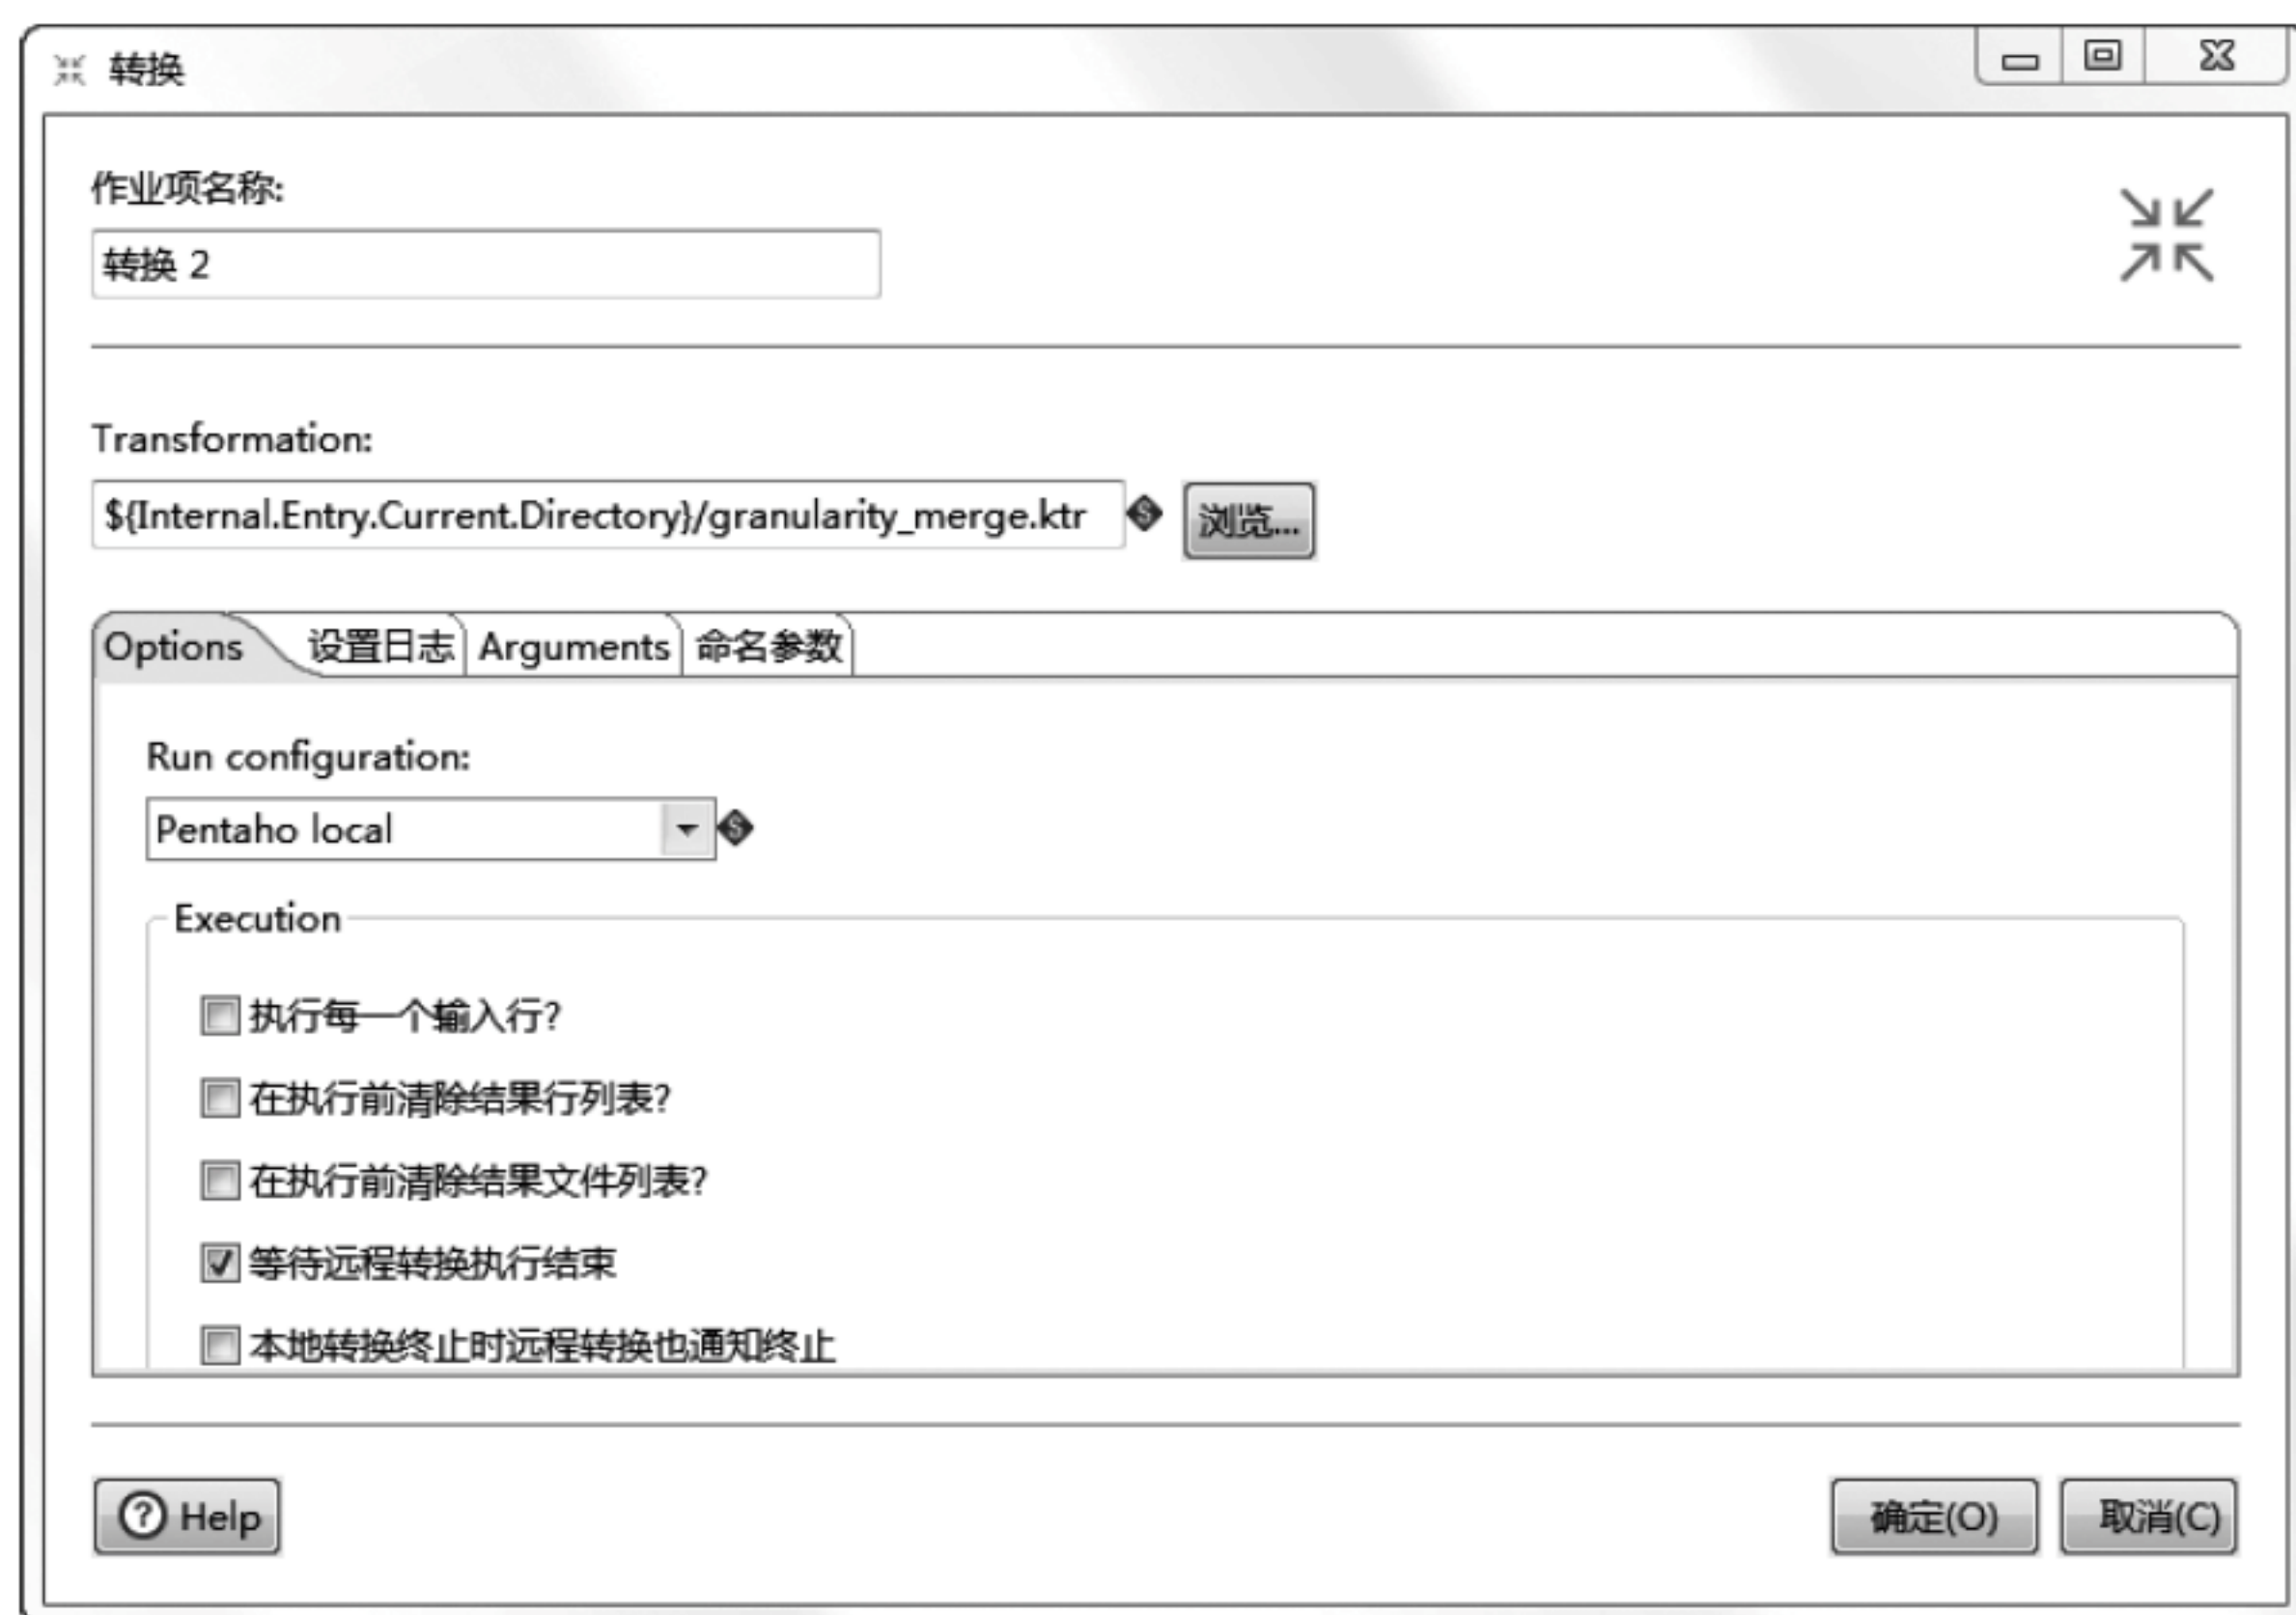 转换
作业项名称:
转换 2
Transformation:
${Internal.Entry.Current.Directory}/granularity_merge.ktr
浏览...
Options 设置日志 Arguments 命名参数
Run configuration:
Pentaho local
Execution
执行每一个输入行?
在执行前清除结果行列表?
在执行前清除结果文件列表?
等待远程转换执行结束
本地转换终止时远程转换也通知终止
Help 确定(O) 取消(C)